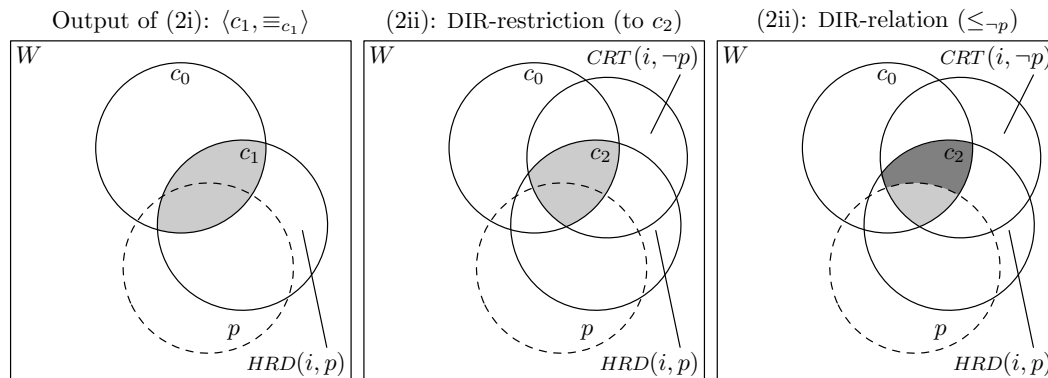 Output of (2i): ⟨c₁, ≡c₁⟩
W
c₀
c₁
p
HRD(i, p)
(2ii): DIR-restriction (to c₂)
W
CRT(i, ¬p)
c₀
c₂
p
HRD(i, p)
(2ii): DIR-relation (≤¬p)
W
CRT(i, ¬p)
c₀
c₂
p
HRD(i, p)